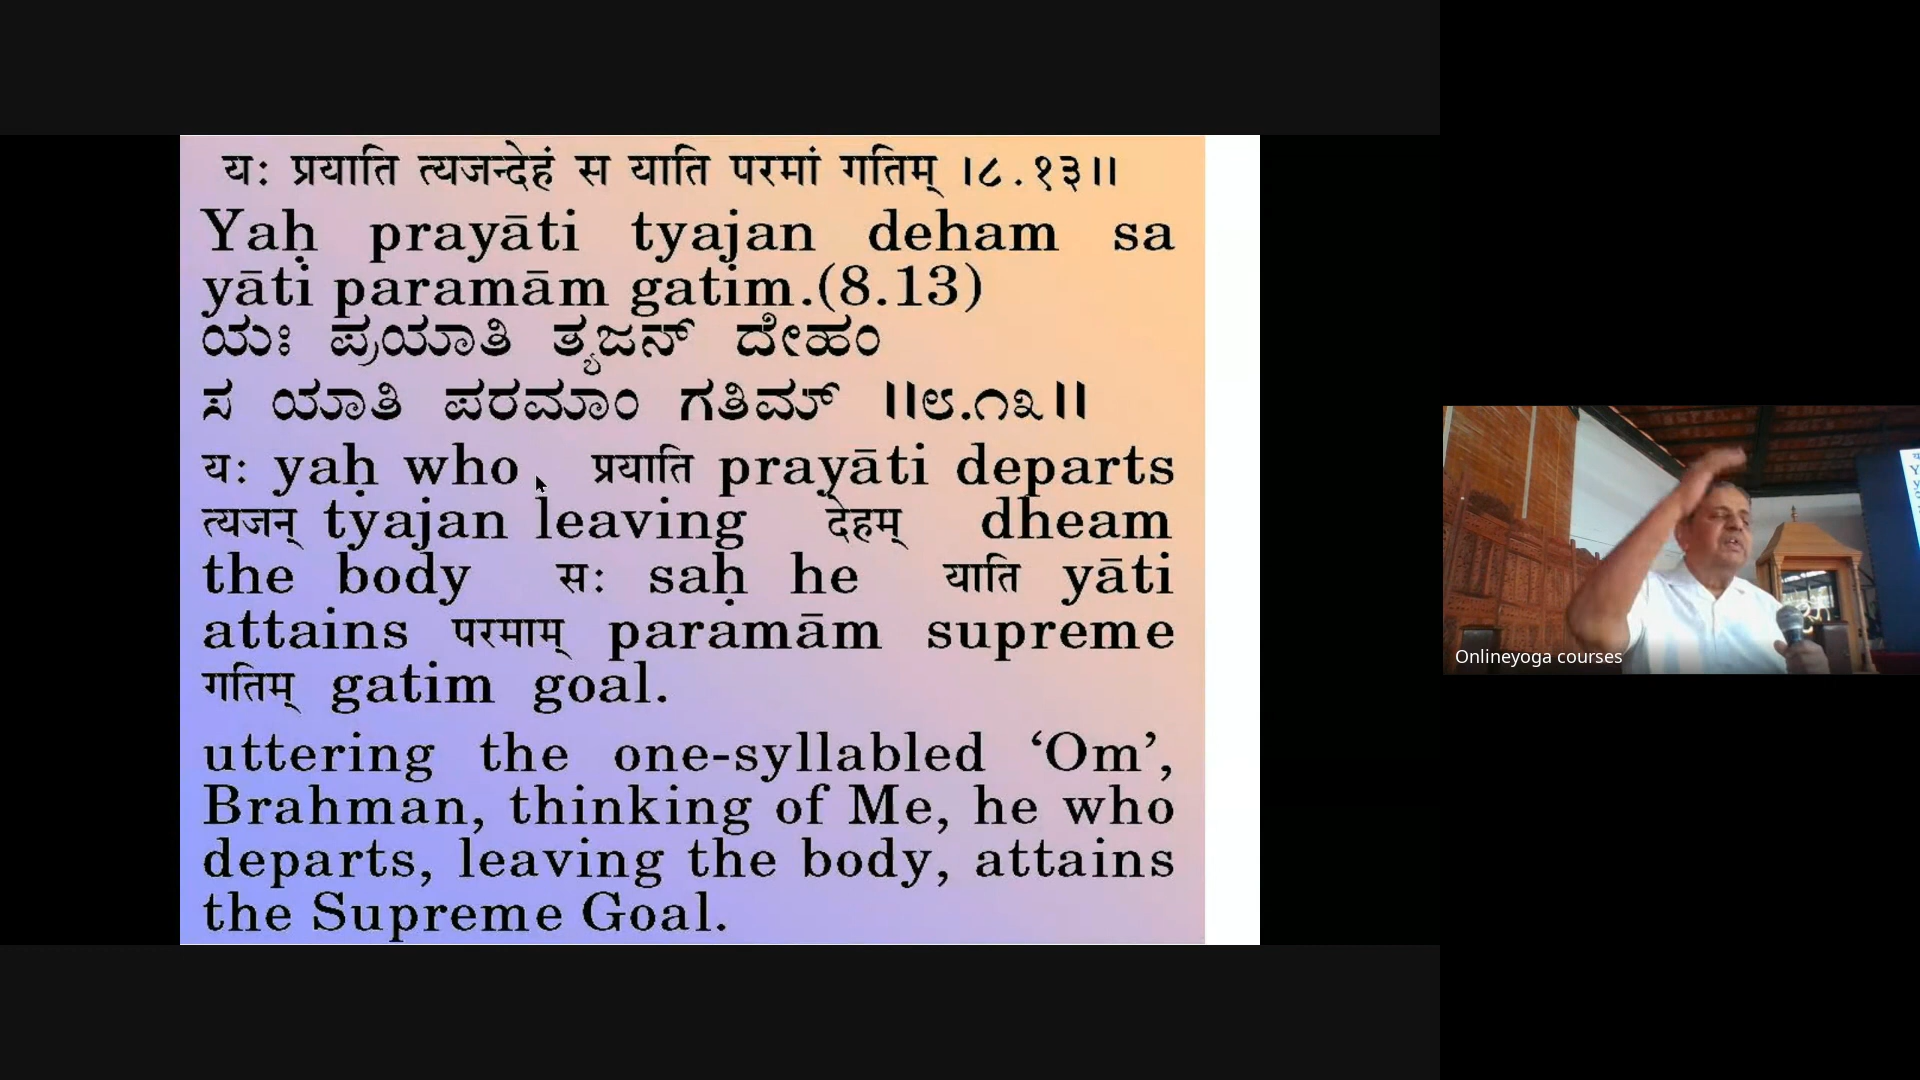 यः प्रयाति त्यजन्देहं स याति परमां गतिम् ।८.१३।।
Yaḥ prayāti tyajan deham sa
yāti paramām gatim.(8.13)
ಯಃ ಪ್ರಯಾತಿ ತ್ಯಜನ್ ದೇಹಂ
ಸ ಯಾತಿ ಪರಮಾಂ ಗತಿಮ್ ।।೮.೧೩।।
यः yaḥ who प्रयाति prayāti departs
त्यजन् tyajan leaving देहम् dheam
the body सः saḥ he याति yāti
attains परमाम् paramām supreme
गतिम् gatim goal.
uttering the one-syllabled ‘Om’,
Brahman, thinking of Me, he who
departs, leaving the body, attains
the Supreme Goal.
Onlineyoga courses